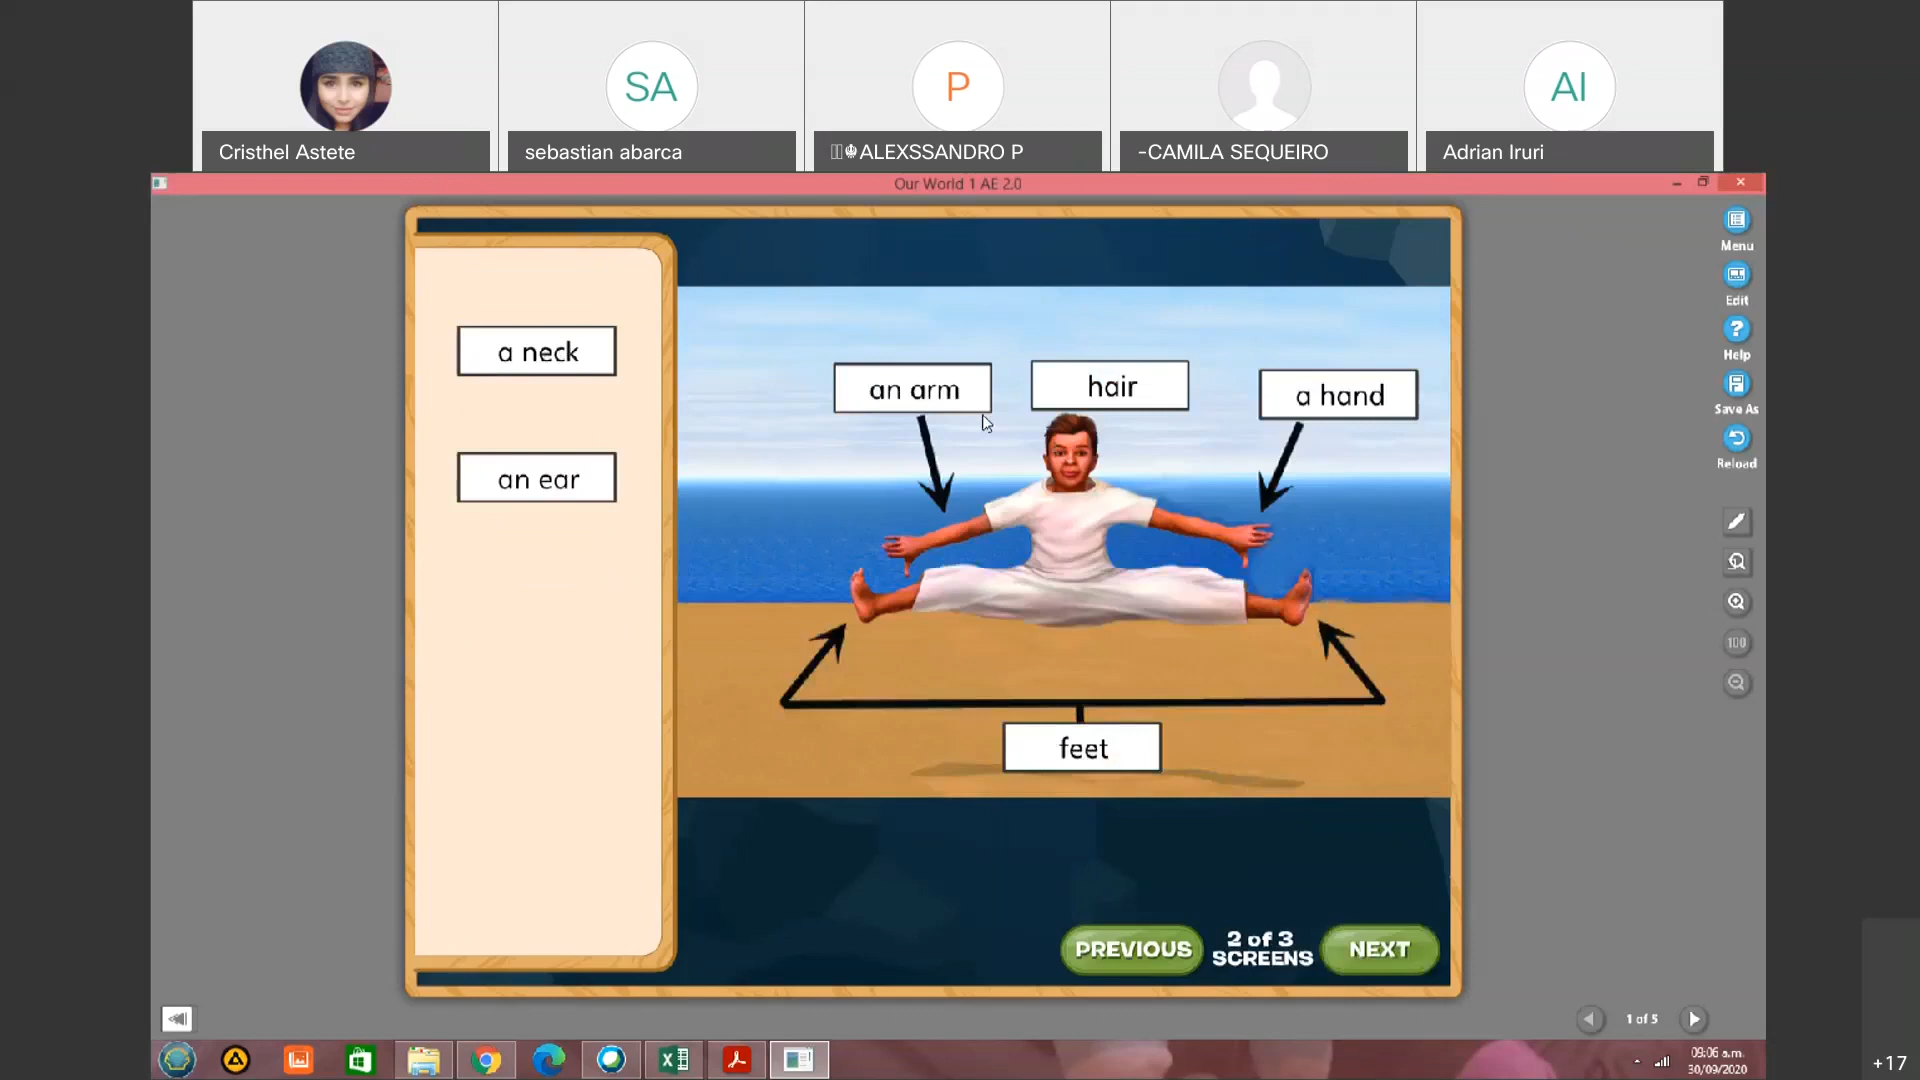 SA
P
AI
Cristhel Astete
sebastian abarca
ALEXSSANDRO P
-CAMILA SEQUEIRO
Adrian Iruri
Our World 1 AE 2.0
Menu
Edit
Help
Save As
Reload
100
a neck
an ear
an arm
hair
a hand
feet
PREVIOUS
2 of 3
SCREENS
NEXT
1 of 5
09:06 a.m.
30/09/2020
+17